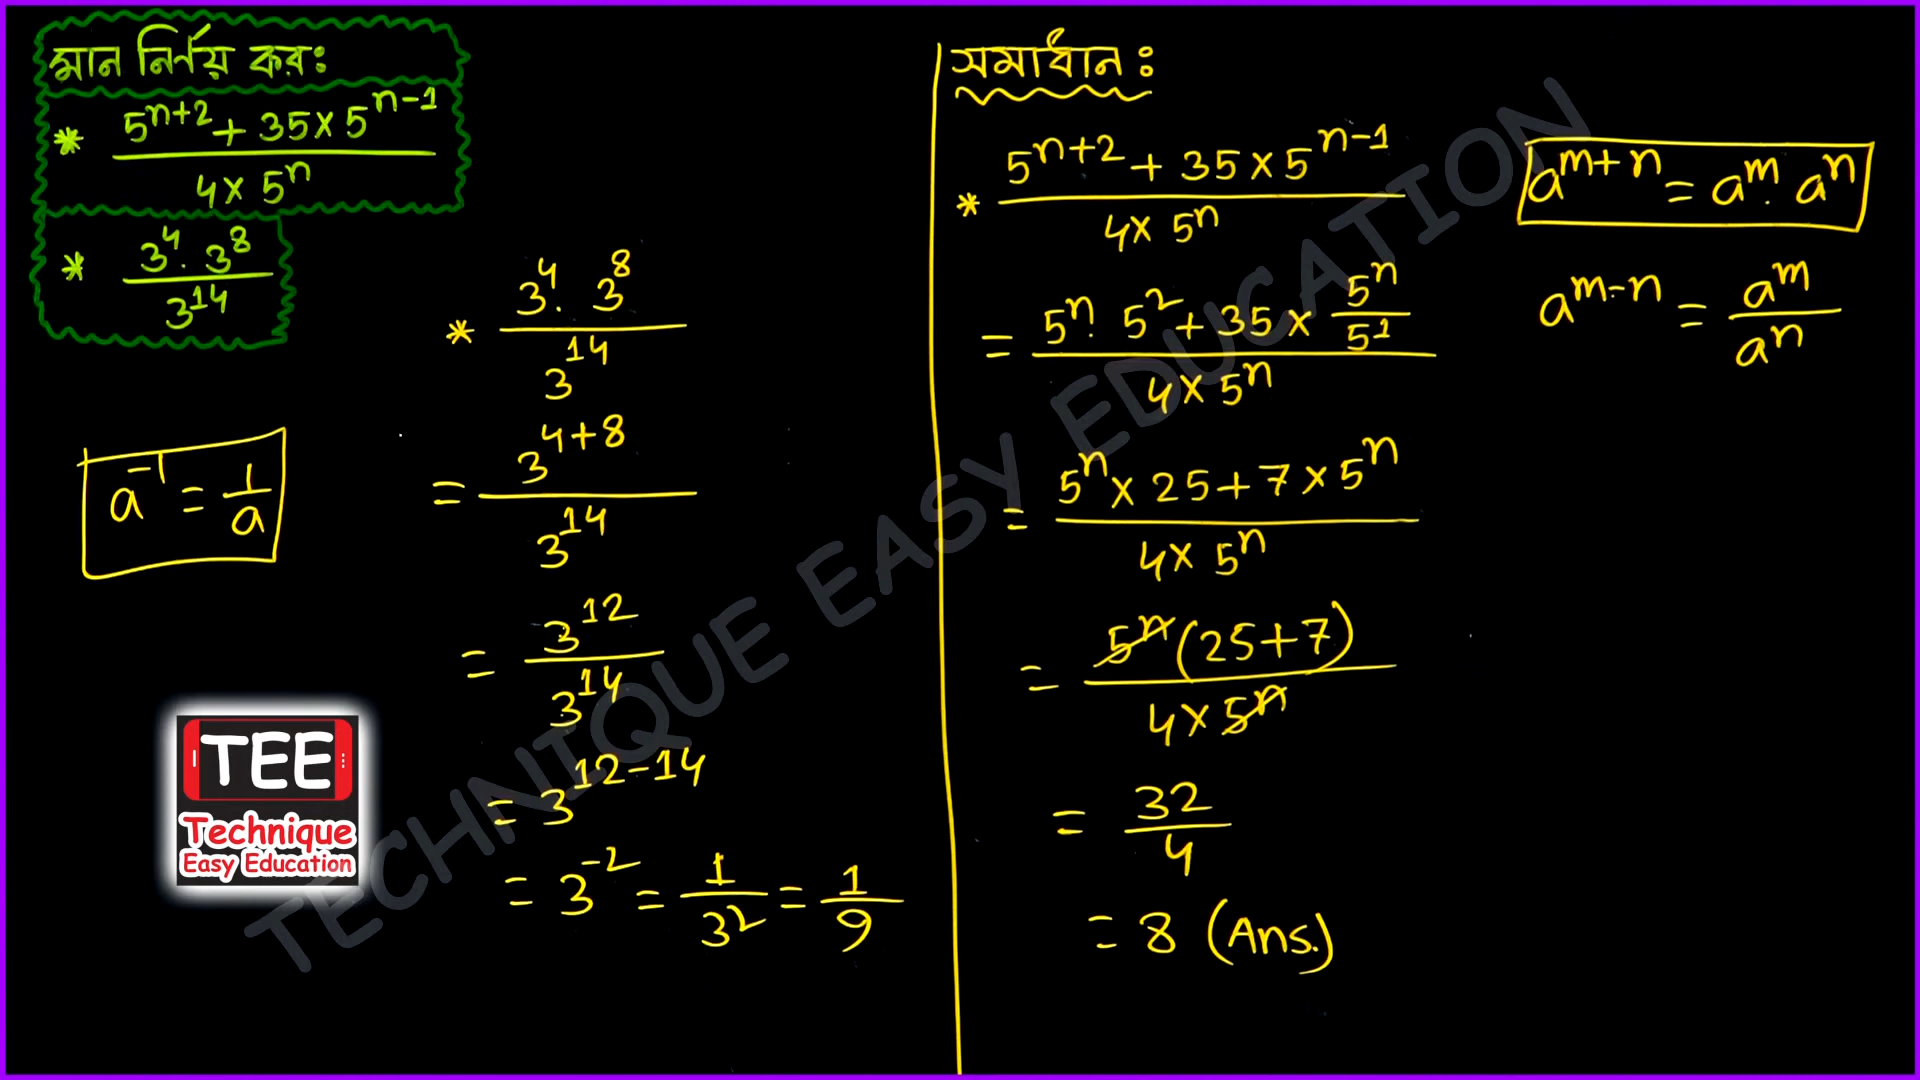 মান নির্ণয় করঃ
* (5^{n+2} + 35 × 5^{n-1}) / (4 × 5^n)
* (3^4 . 3^8) / 3^{14}
a^{-1} = 1/a
* (3^4 . 3^8) / 3^{14}
= 3^{4+8} / 3^{14}
= 3^{12} / 3^{14}
= 3^{12-14}
= 3^{-2} = 1/3^2 = 1/9
TEE
Technique
Easy Education
সমাধান :
* (5^{n+2} + 35 × 5^{n-1}) / (4 × 5^n)
= (5^n . 5^2 + 35 × 5^n/5^1) / (4 × 5^n)
= (5^n × 25 + 7 × 5^n) / (4 × 5^n)
= 5^n (25 + 7) / (4 × 5^n)
= 32/4
= 8 (Ans.)
a^{m+n} = a^m . a^n
a^{m-n} = a^m / a^n
TECHNIQUE EASY EDUCATION